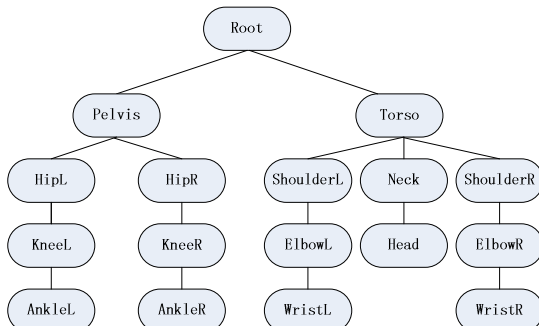 Root
Pelvis
Torso
HipL
HipR
ShoulderL
Neck
ShoulderR
KneeL
KneeR
ElbowL
Head
ElbowR
AnkleL
AnkleR
WristL
WristR